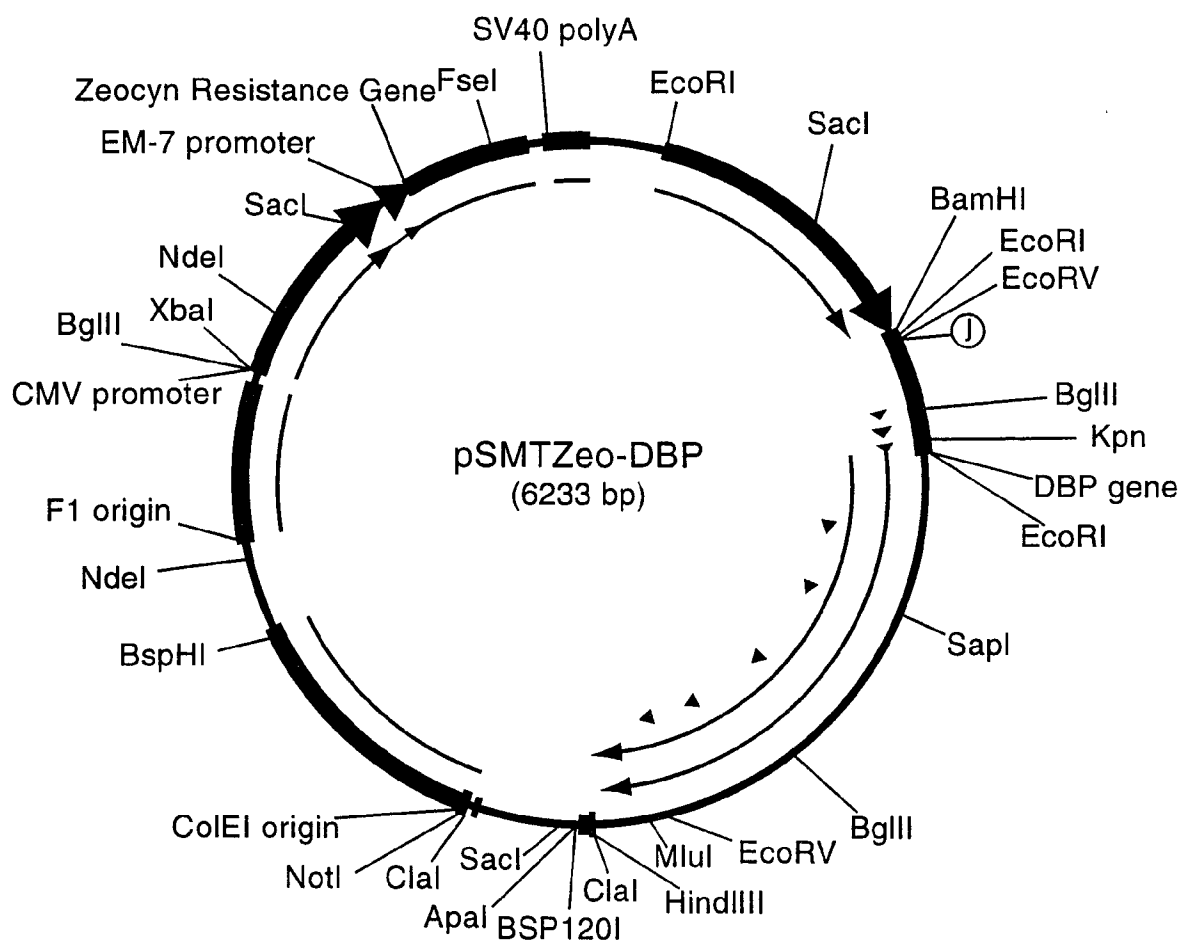 SV40 polyA
Zeocyn Resistance Gene
FseI
EcoRI
EM-7 promoter
SacI
SacI
BamHI
NdeI
EcoRI
EcoRV
XbaI
J
BglII
CMV promoter
BglII
Kpn
pSMTZeo-DBP
(6233 bp)
DBP gene
F1 origin
EcoRI
NdeI
BspHI
SapI
ColEI origin
BglII
EcoRV
MluI
SacI
NotI
ClaI
ClaI
HindIIII
ApaI
BSP120I